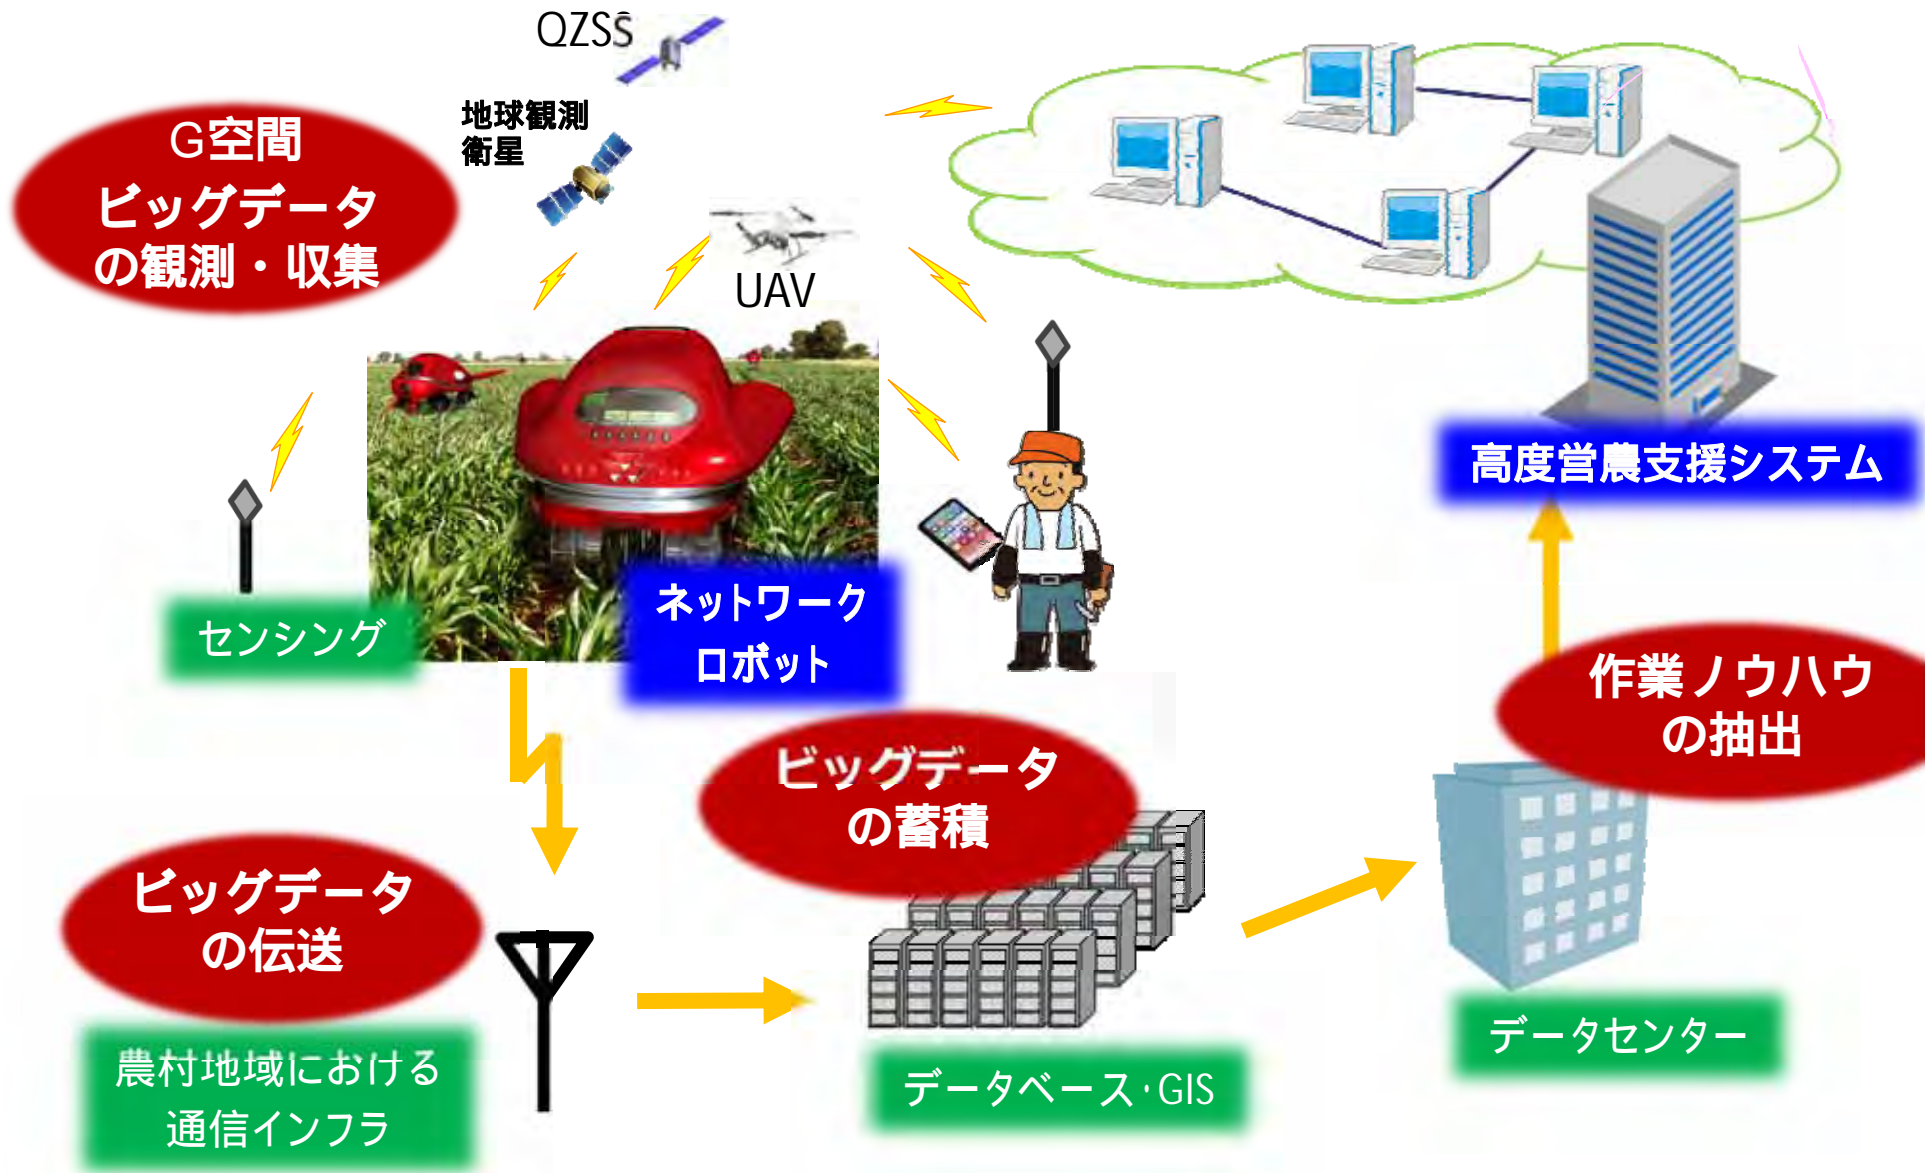 QZSS
地球観測
衛星
G空間
ビッグデータ
の観測・収集
UAV
高度営農支援システム
センシング
ネットワーク
ロボット
作業ノウハウ
の抽出
ビッグデータ
の蓄積
ビッグデータ
の伝送
農村地域における
通信インフラ
データベース・GIS
データセンター